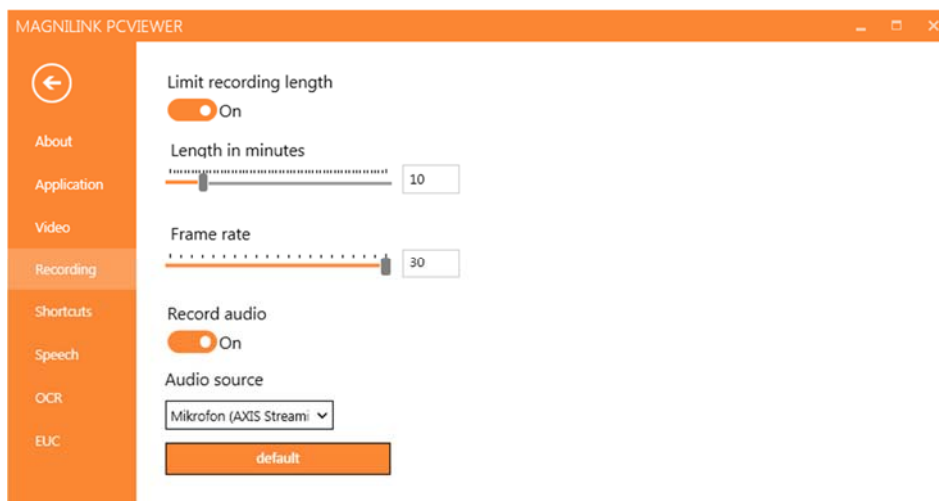 MAGNILINK PCVIEWER
About
Application
Video
Recording
Shortcuts
Speech
OCR
EUC
Limit recording length
On
Length in minutes
10
Frame rate
30
Record audio
On
Audio source
Mikrofon (AXIS Streami
default